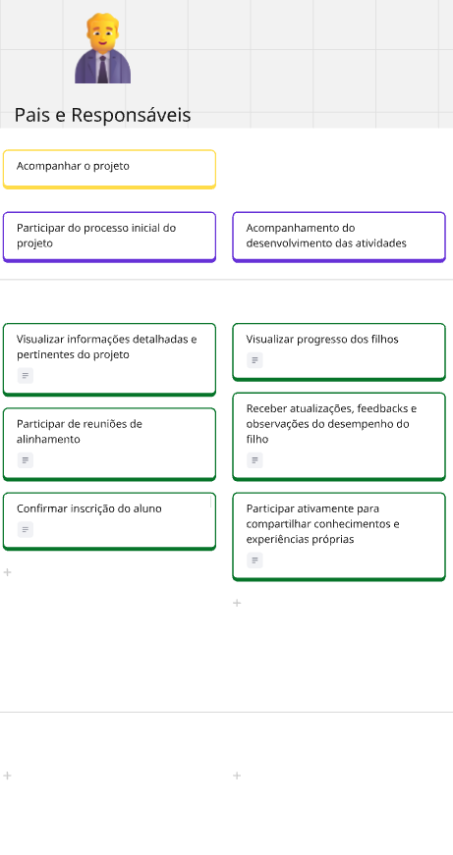 Pais e Responsáveis
Acompanhar o projeto
Participar do processo inicial do
projeto
Acompanhamento do
desenvolvimento das atividades
Visualizar informações detalhadas e
pertinentes do projeto
Participar de reuniões de
alinhamento
Confirmar inscrição do aluno
Visualizar progresso dos filhos
Receber atualizações, feedbacks e
observações do desempenho do
filho
Participar ativamente para
compartilhar conhecimentos e
experiências próprias